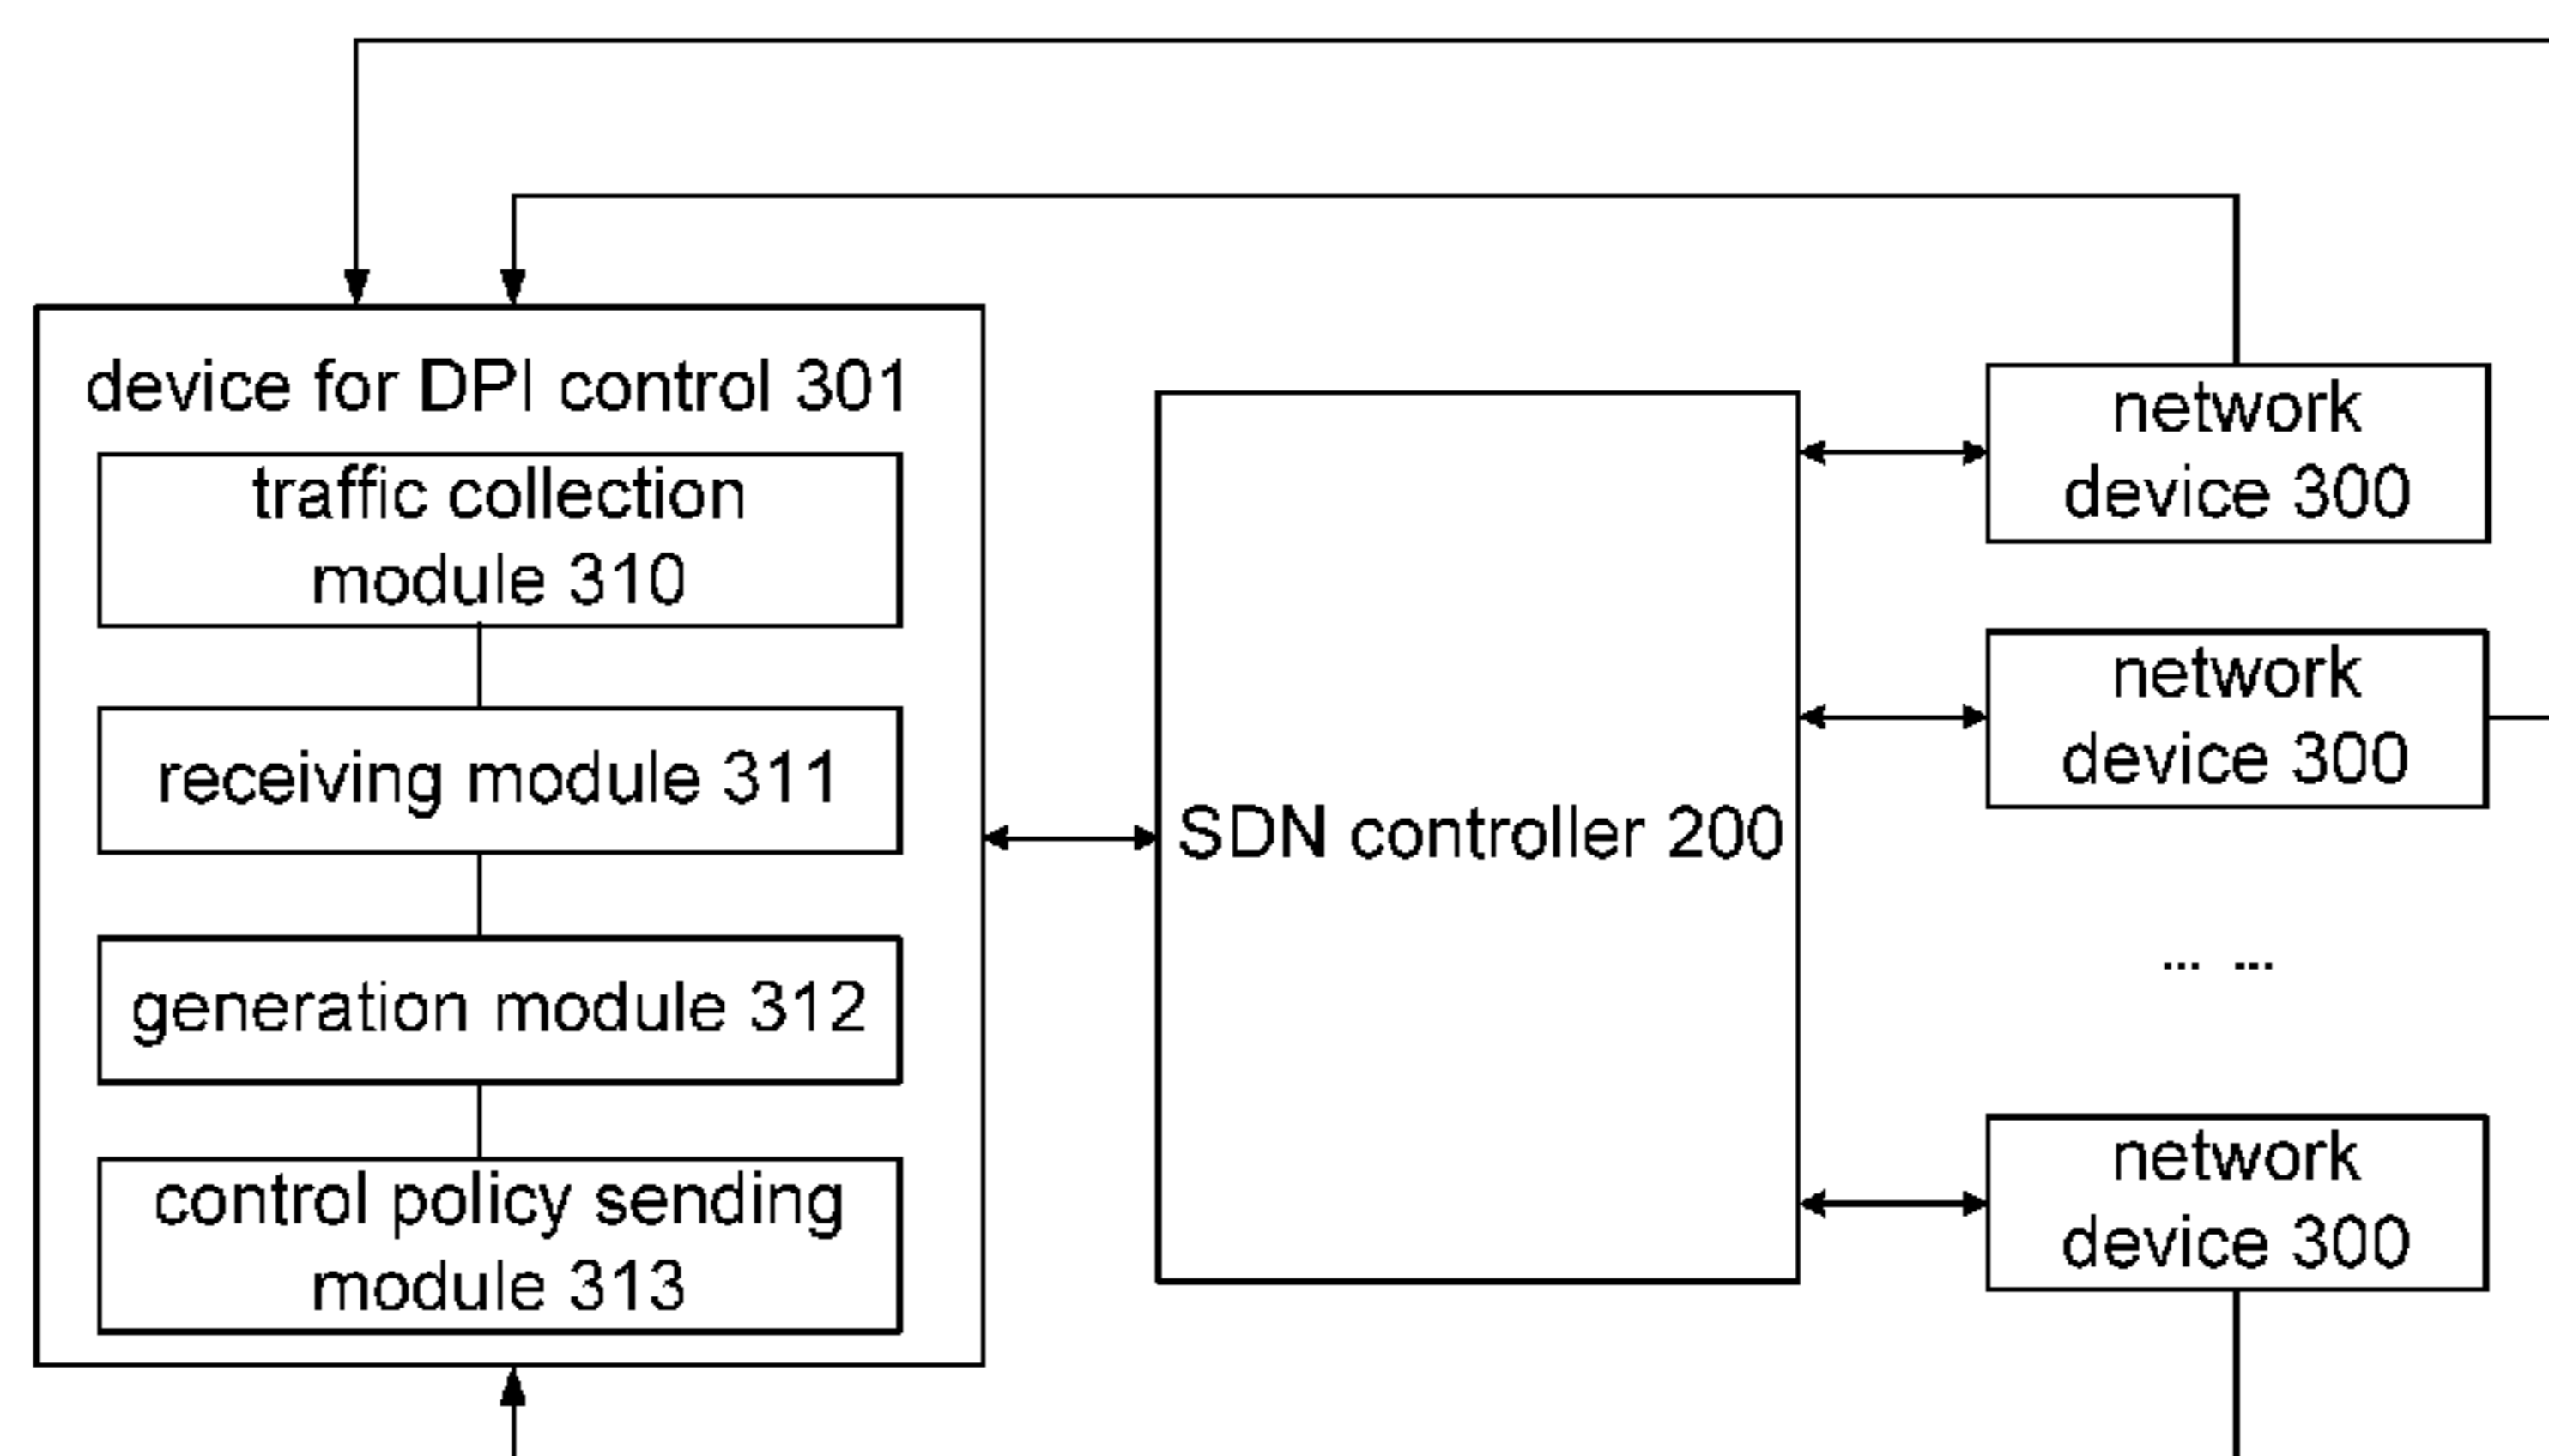 device for DPI control 301
traffic collection
module 310
receiving module 311
generation module 312
control policy sending
module 313
SDN controller 200
network
device 300
network
device 300
... ...
network
device 300